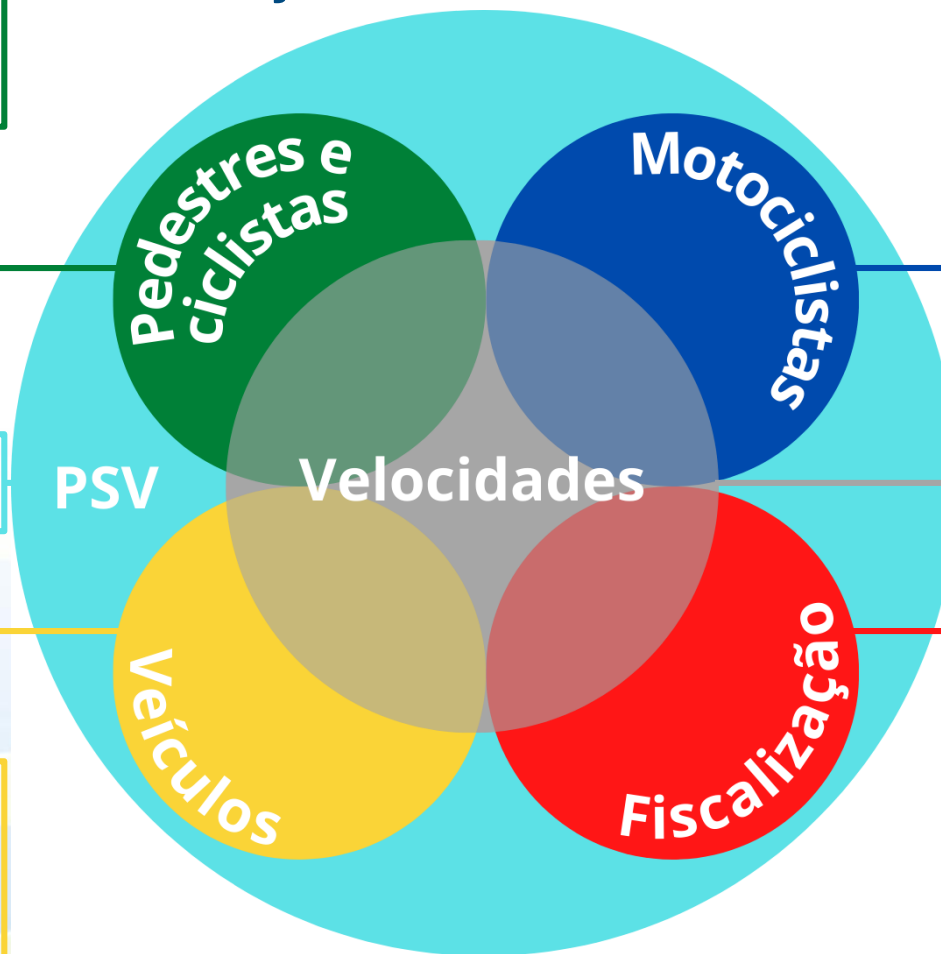 Pedestres e
ciclistas
Motociclistas
PSV
Velocidades
Veículos
Fiscalização